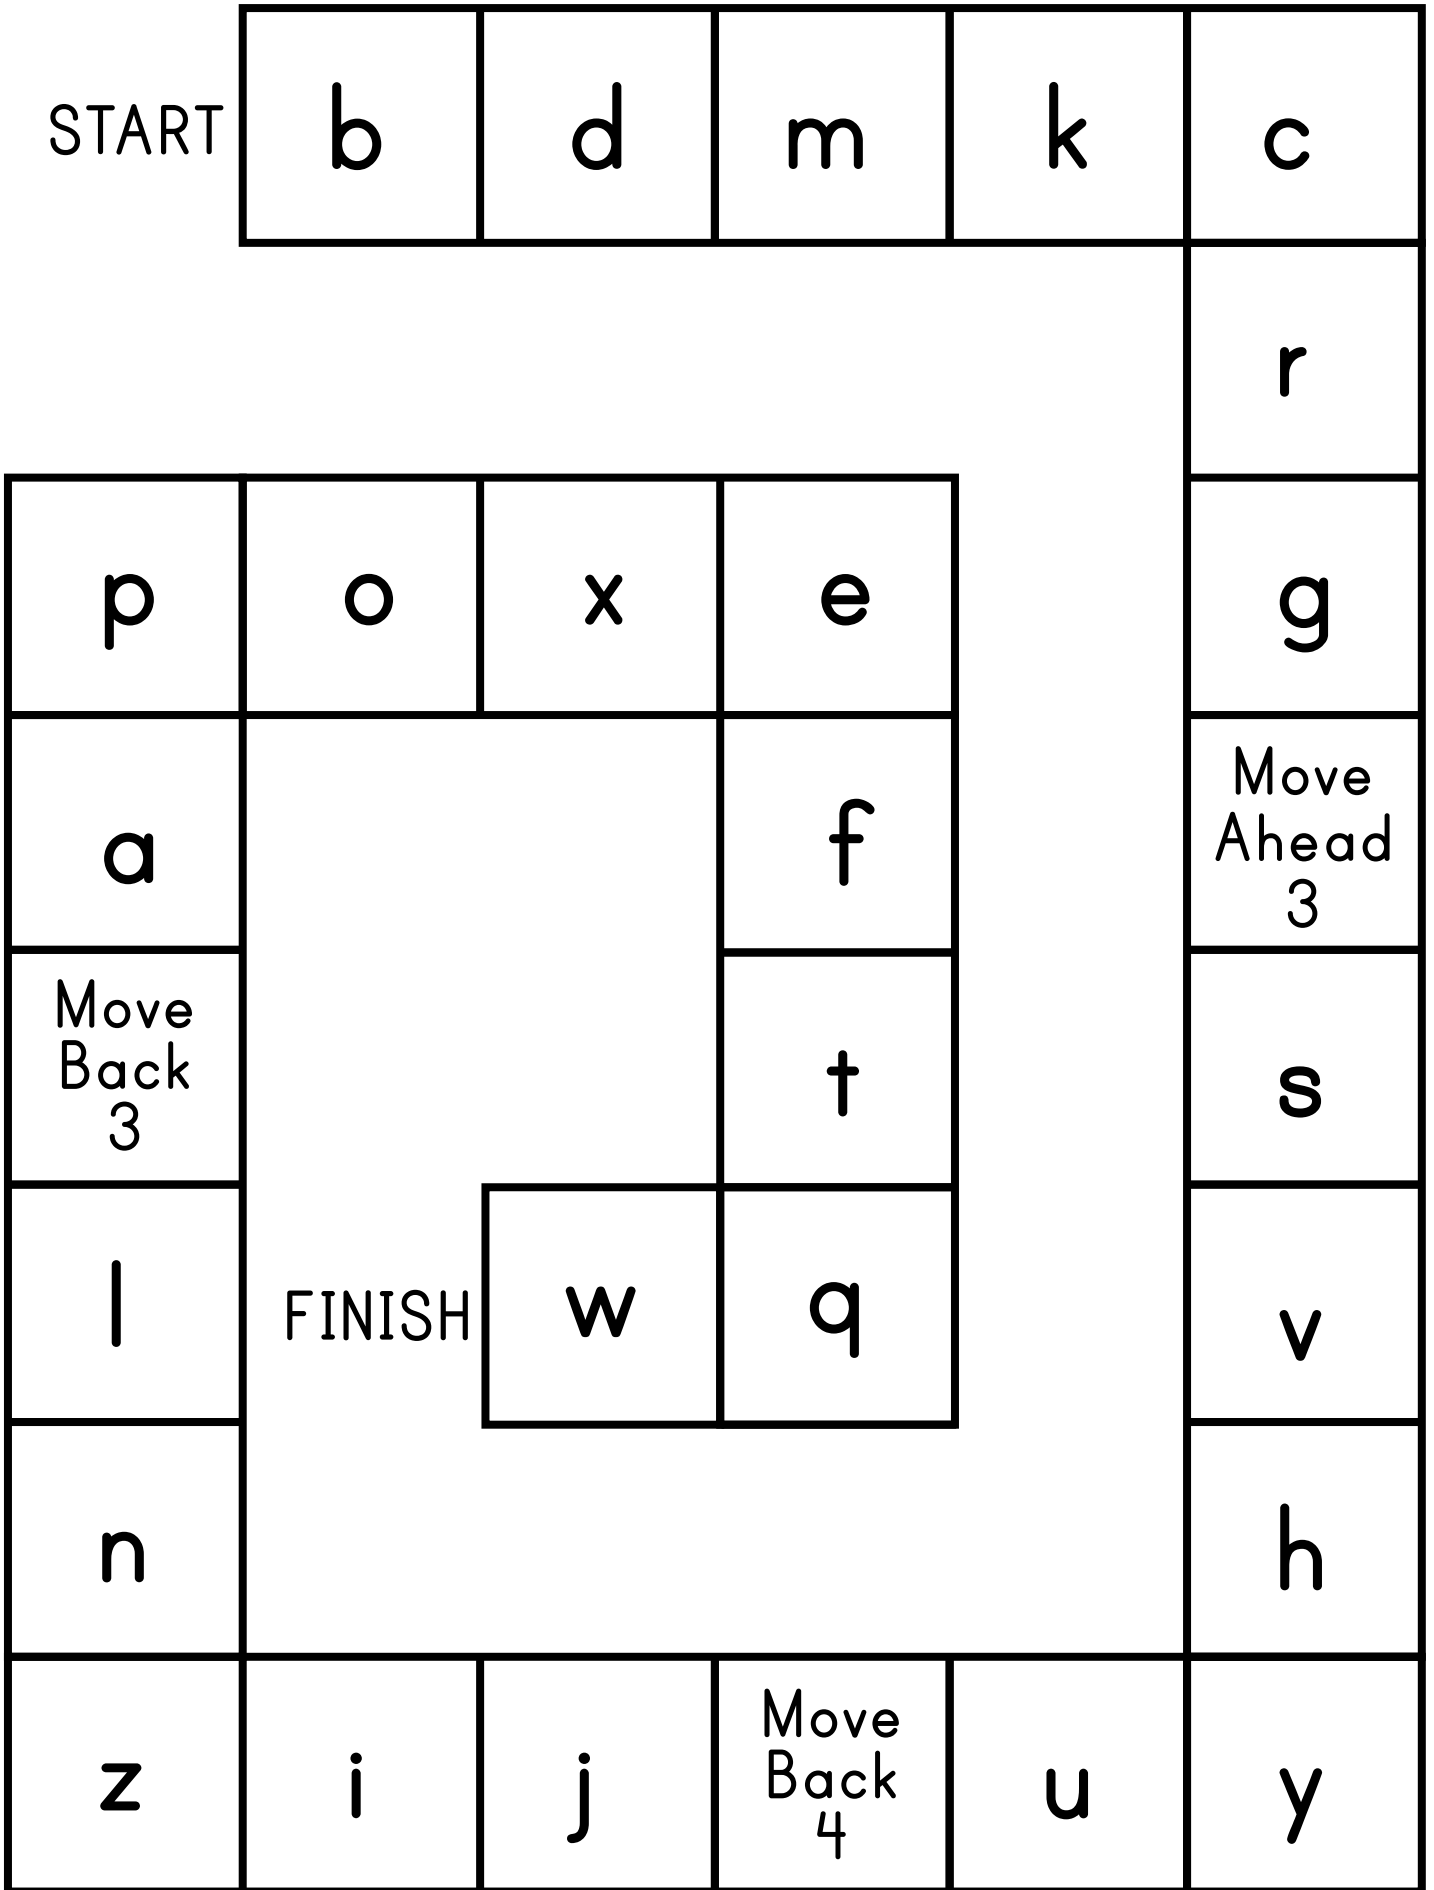 START b d m k c
r
p o x e g
a f Move
Ahead
3
Move
Back
3 t s
l FINISH w q v
n h
z i j Move
Back
4 u y